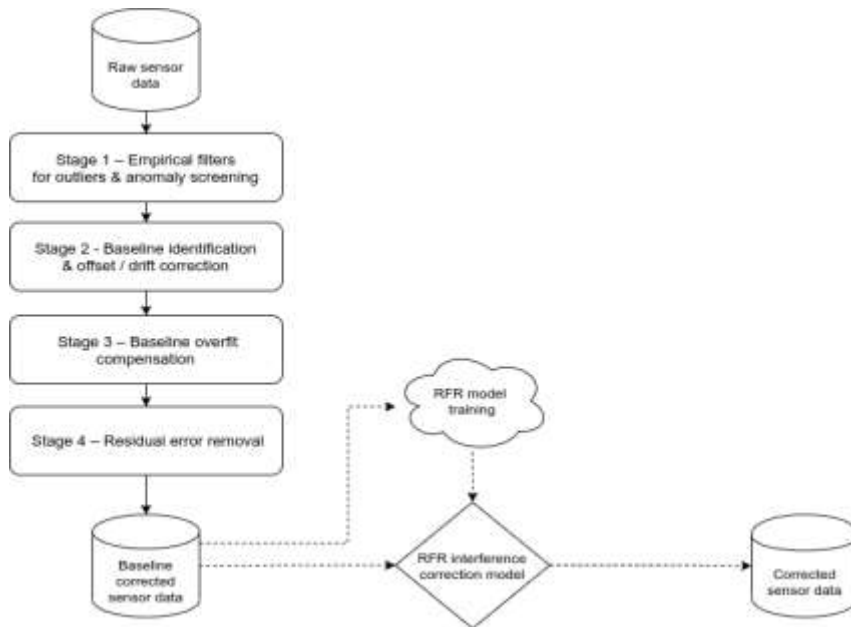 Raw sensor
data
Stage 1 – Empirical filters
for outliers & anomaly screening
Stage 2 - Baseline identification
& offset / drift correction
Stage 3 – Baseline overfit
compensation
Stage 4 – Residual error removal
Baseline
corrected
sensor data
RFR model
training
RFR interference
correction model
Corrected
sensor data